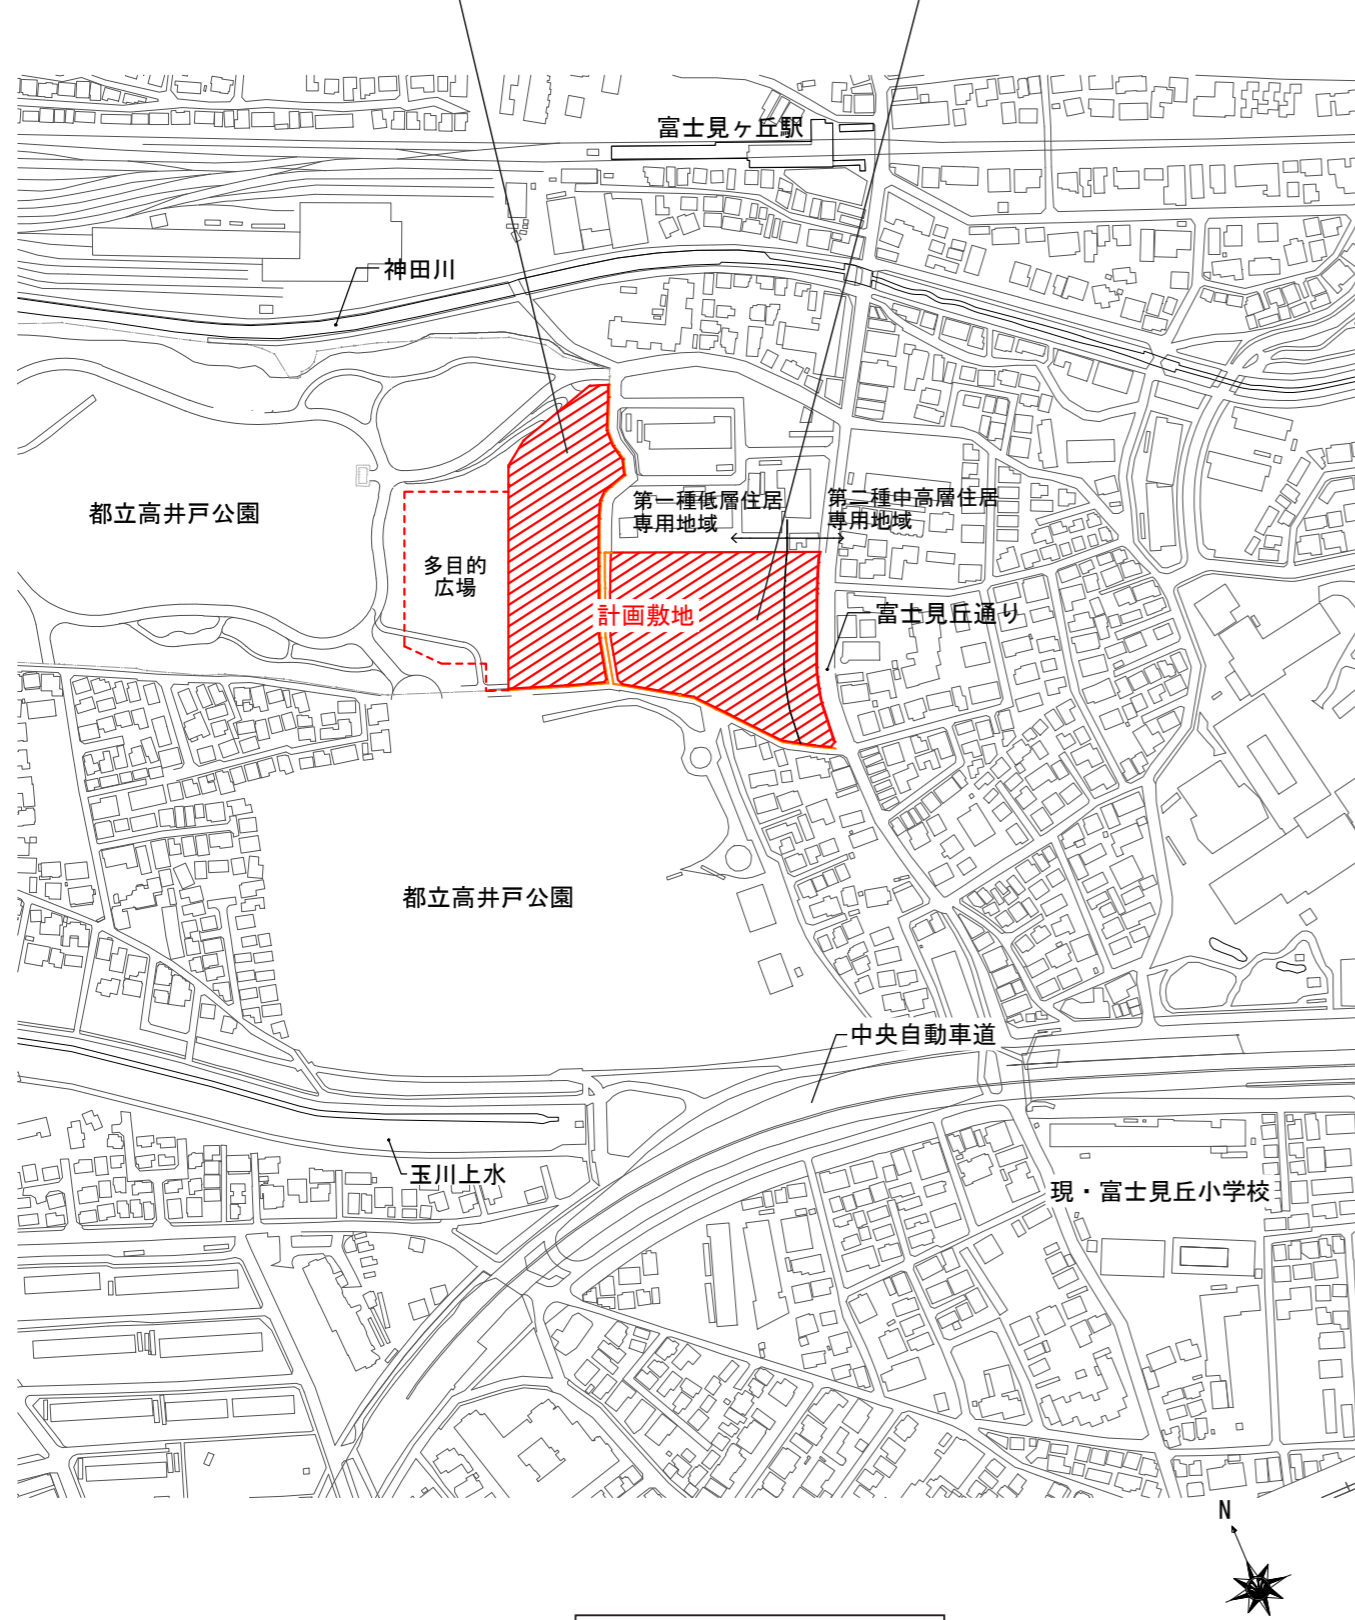 富士見ヶ丘駅
神田川
都立高井戸公園
第一種低層住居
専用地域
第二種中高層住居
専用地域
多目的
広場
計画敷地
富士見丘通り
都立高井戸公園
中央自動車道
玉川上水
現・富士見丘小学校
N